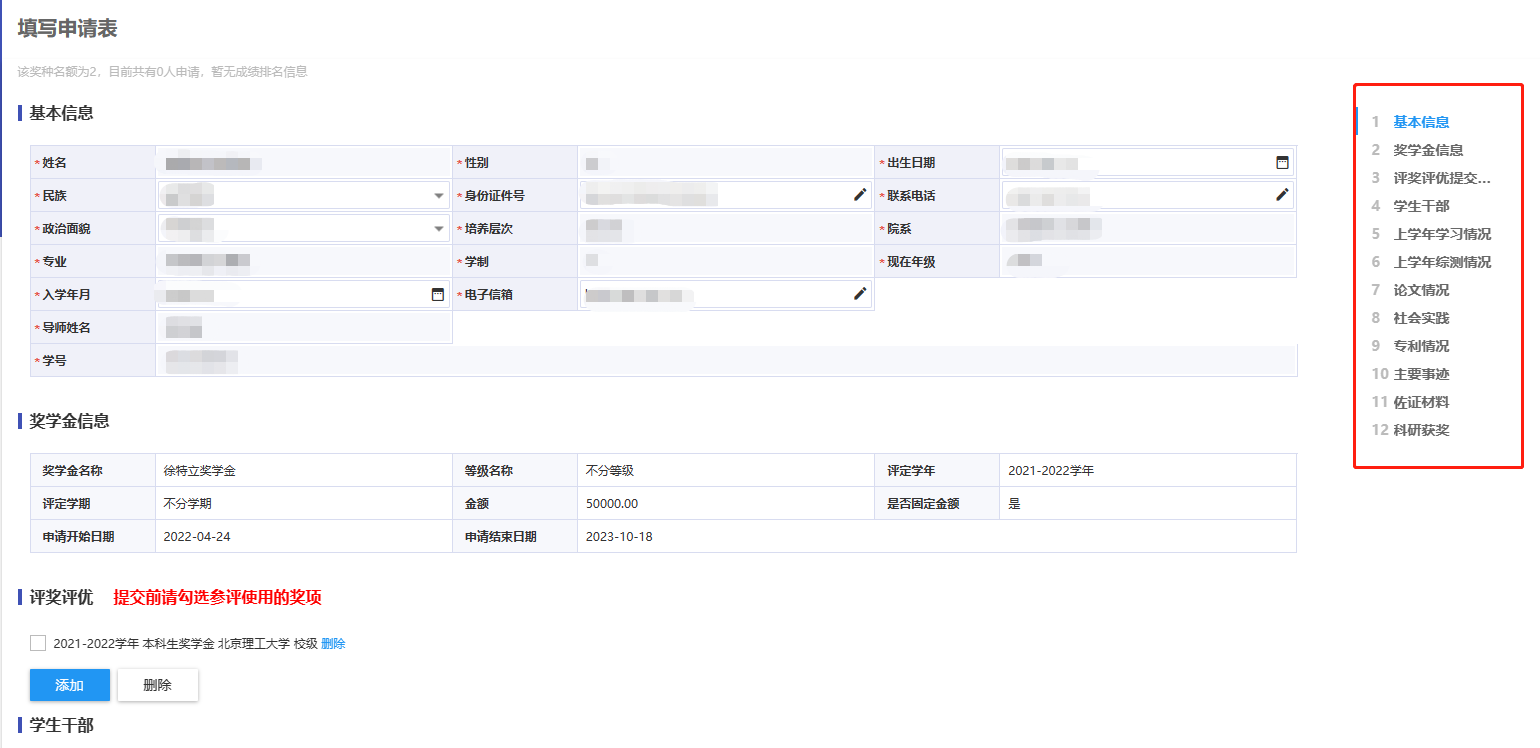 填写申请表
该奖种名额为2，目前共有0人申请，暂无成绩排名信息
基本信息
*姓名 *性别 *出生日期
*民族 *身份证件号 *联系电话
*政治面貌 *培养层次 *院系
*专业 *学制 *现在年级
*入学年月 *电子信箱
*导师姓名
*学号
奖学金信息
奖学金名称 徐特立奖学金 等级名称 不分等级 评定学年 2021-2022学年
评定学期 不分学期 金额 50000.00 是否固定金额 是
申请开始日期 2022-04-24 申请结束日期 2023-10-18
评奖评优 提交前请勾选参评使用的奖项
2021-2022学年 本科生奖学金 北京理工大学 校级 删除
添加 删除
学生干部
1 基本信息
2 奖学金信息
3 评奖评优提交...
4 学生干部
5 上学年学习情况
6 上学年综测情况
7 论文情况
8 社会实践
9 专利情况
10 主要事迹
11 佐证材料
12 科研获奖